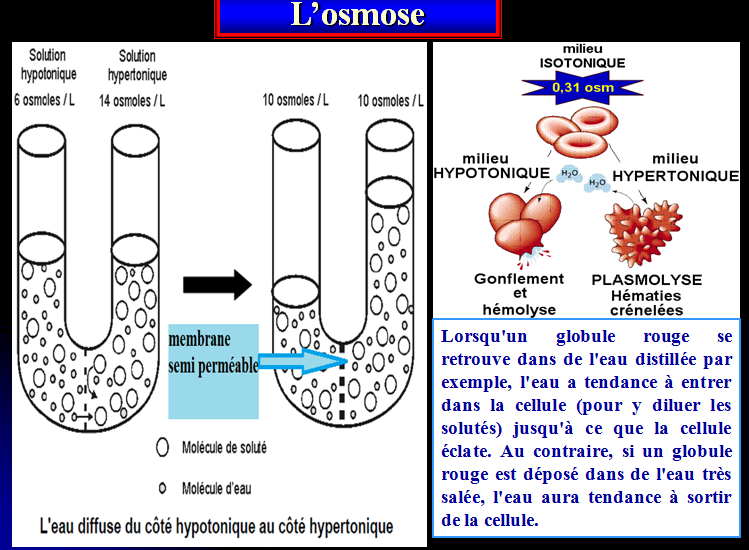 L'osmose
Solution
hypotonique
6 osmoles / L
Solution
hypertonique
14 osmoles / L
10 osmoles / L
10 osmoles / L
membrane
semi perméable
Molécule de soluté
Molécule d'eau
L'eau diffuse du côté hypotonique au côté hypertonique
milieu
ISOTONIQUE
0,31 osm
milieu
HYPOTONIQUE
H₂O
H₂O
milieu
HYPERTONIQUE
Gonflement
et
hémolyse
PLASMOLYSE
Hématies
crénelées
Lorsqu'un globule rouge se
retrouve dans de l'eau distillée par
exemple, l'eau a tendance à entrer
dans la cellule (pour y diluer les
solutés) jusqu'à ce que la cellule
éclate. Au contraire, si un globule
rouge est déposé dans de l'eau très
salée, l'eau aura tendance à sortir
de la cellule.